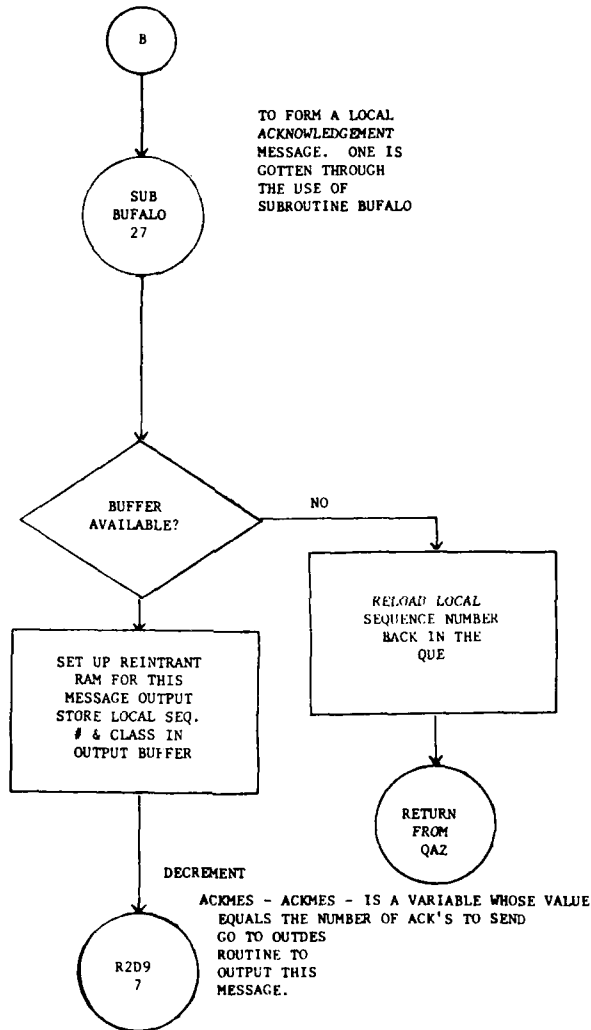 B
TO FORM A LOCAL
ACKNOWLEDGEMENT
MESSAGE. ONE IS
GOTTEN THROUGH
THE USE OF
SUBROUTINE BUFALO
SUB
BUFALO
27
BUFFER
AVAILABLE?
NO
RELOAD LOCAL
SEQUENCE NUMBER
BACK IN THE
QUE
SET UP REINTRANT
RAM FOR THIS
MESSAGE OUTPUT
STORE LOCAL SEQ.
# & CLASS IN
OUTPUT BUFFER
RETURN
FROM
QAZ
DECREMENT
ACKMES - ACKMES - IS A VARIABLE WHOSE VALUE
EQUALS THE NUMBER OF ACK'S TO SEND
GO TO OUTDES
ROUTINE TO
OUTPUT THIS
MESSAGE.
R2D9
7